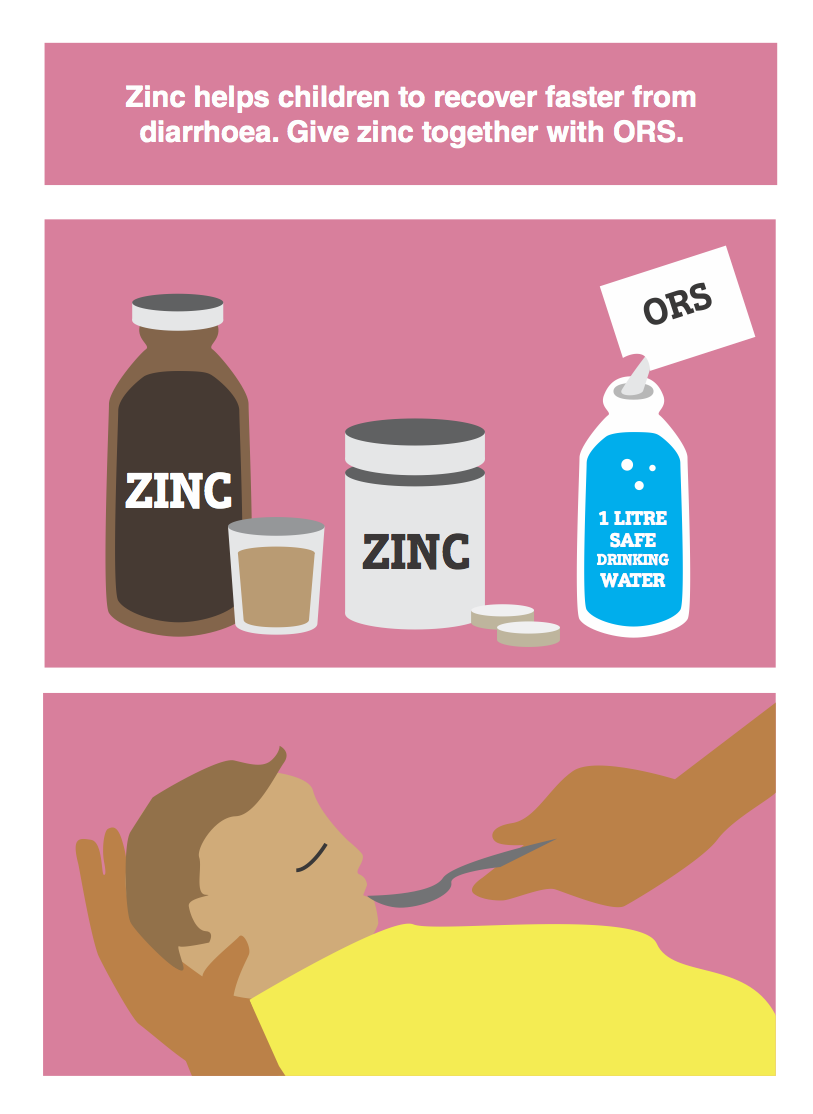 Zinc helps children to recover faster from
diarrhoea. Give zinc together with ORS.
ORS
ZINC
ZINC
1 LITRE
SAFE
DRINKING
WATER